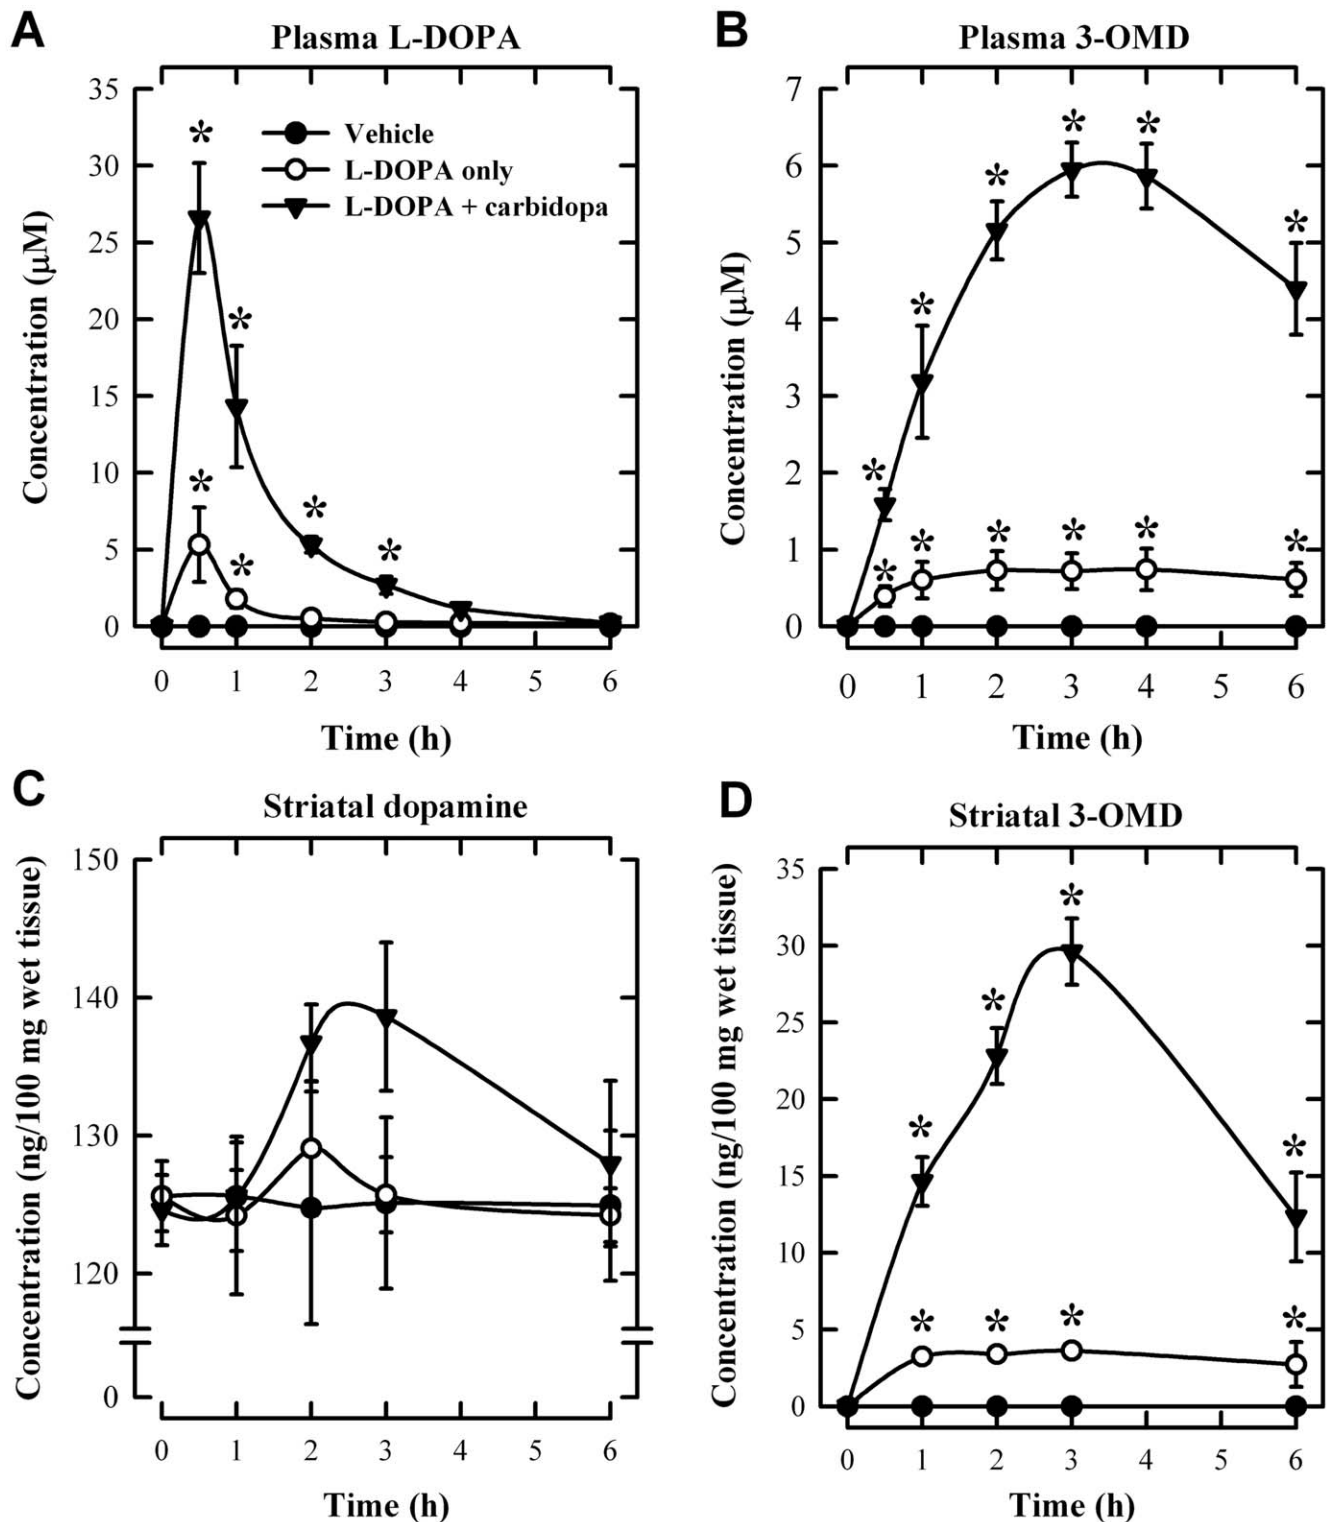 A
Plasma L-DOPA
35
30
25
20
15
10
5
0
Concentration (µM)
Vehicle
L-DOPA only
L-DOPA + carbidopa
*
*
*
*
*
*
0 1 2 3 4 5 6
Time (h)
B
Plasma 3-OMD
7
6
5
4
3
2
1
0
Concentration (µM)
*
*
*
*
*
*
*
*
*
*
*
*
0 1 2 3 4 5 6
Time (h)
C
Striatal dopamine
150
140
130
120
0
Concentration (ng/100 mg wet tissue)
0 1 2 3 4 5 6
Time (h)
D
Striatal 3-OMD
35
30
25
20
15
10
5
0
Concentration (ng/100 mg wet tissue)
*
*
*
*
*
*
*
*
0 1 2 3 4 5 6
Time (h)